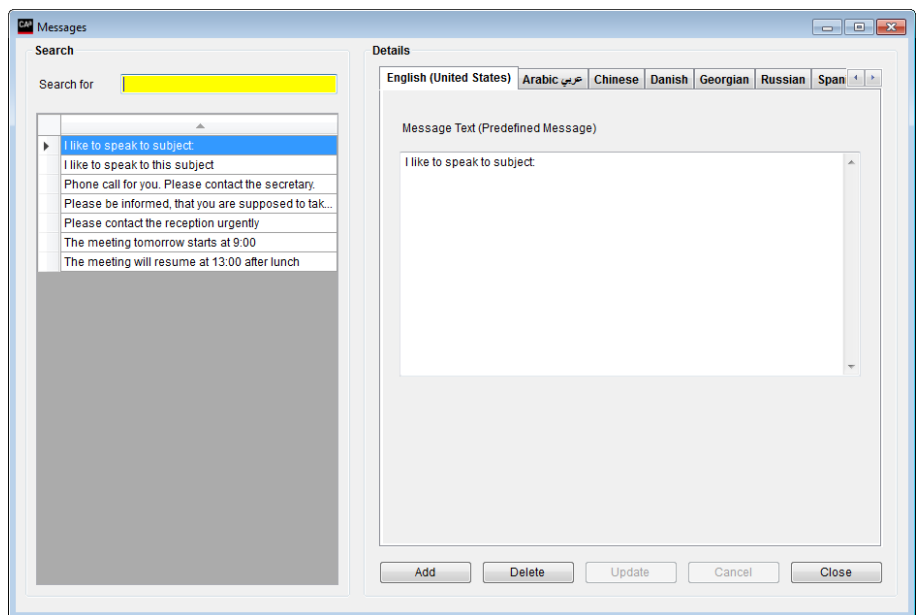 CAP Messages
Search
Search for
I like to speak to subject:
I like to speak to this subject
Phone call for you. Please contact the secretary.
Please be informed, that you are supposed to tak...
Please contact the reception urgently
The meeting tomorrow starts at 9:00
The meeting will resume at 13:00 after lunch
Details
English (United States) Arabic عربي Chinese Danish Georgian Russian Span
Message Text (Predefined Message)
I like to speak to subject:
Add Delete Update Cancel Close